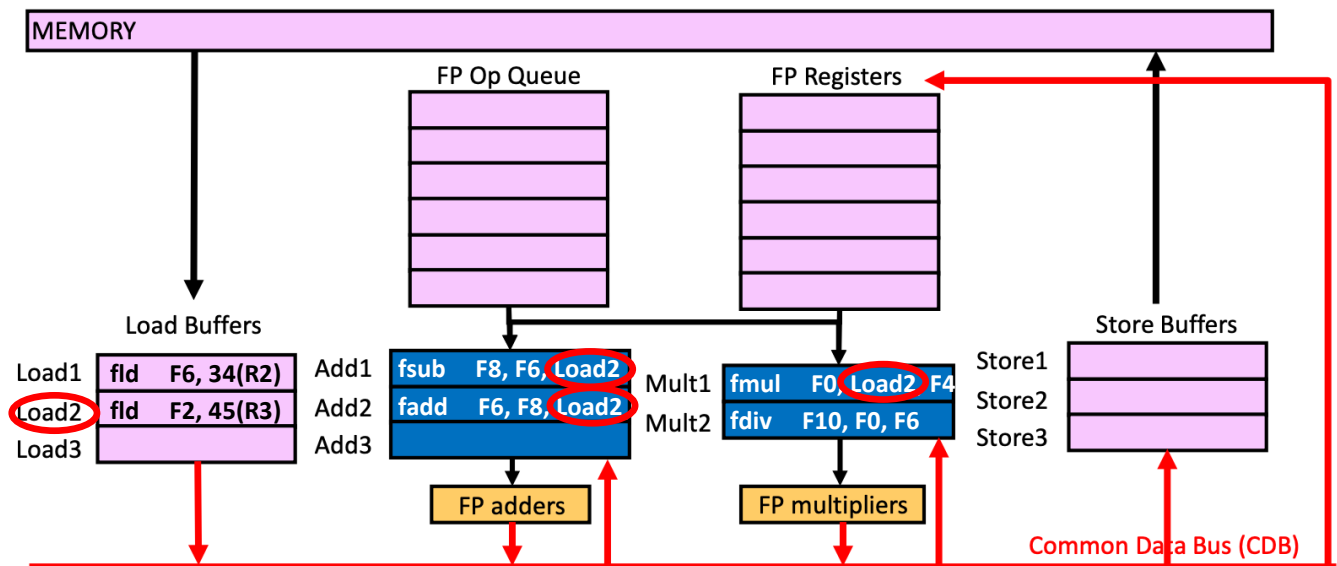 MEMORY
FP Op Queue
FP Registers
Load Buffers
Store Buffers
Load1
fld F6, 34(R2)
Load2
fld F2, 45(R3)
Load3
Add1
fsub F8, F6, Load2
Add2
fadd F6, F8, Load2
Add3
Mult1
fmul F0, Load2, F4
Mult2
fdiv F10, F0, F6
Store1
Store2
Store3
FP adders
FP multipliers
Common Data Bus (CDB)